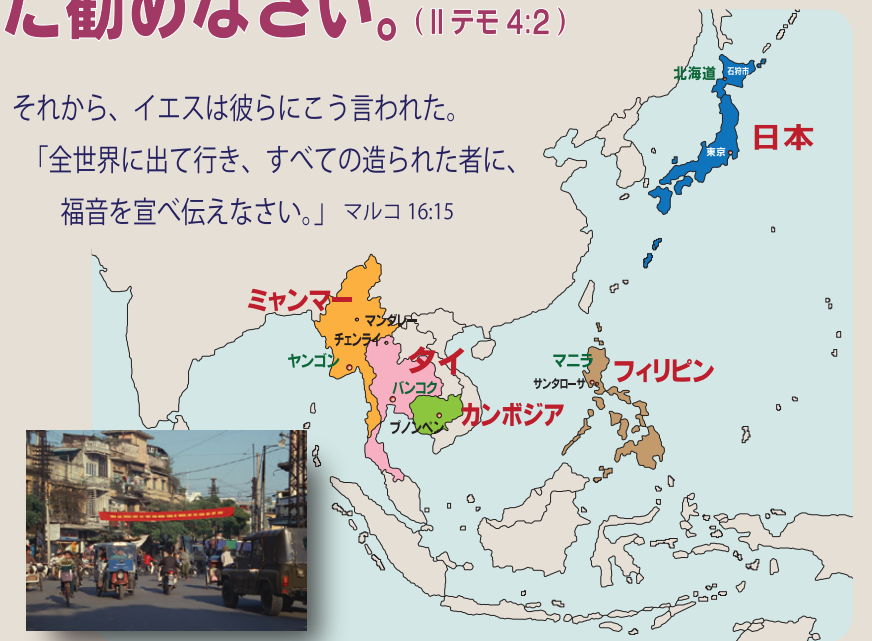 た勧めなさい。(Ⅱテモ 4:2)
それから、イエスは彼らにこう言われた。
「全世界に出て行き、すべての造られた者に、
福音を宣べ伝えなさい。」 マルコ 16:15
北海道
石狩市
日本
東京
ミャンマー
マンダレー
チェンライ
ヤンゴン
タイ
バンコク
カンボジア
プノンペン
マニラ
フィリピン
サンタローサ